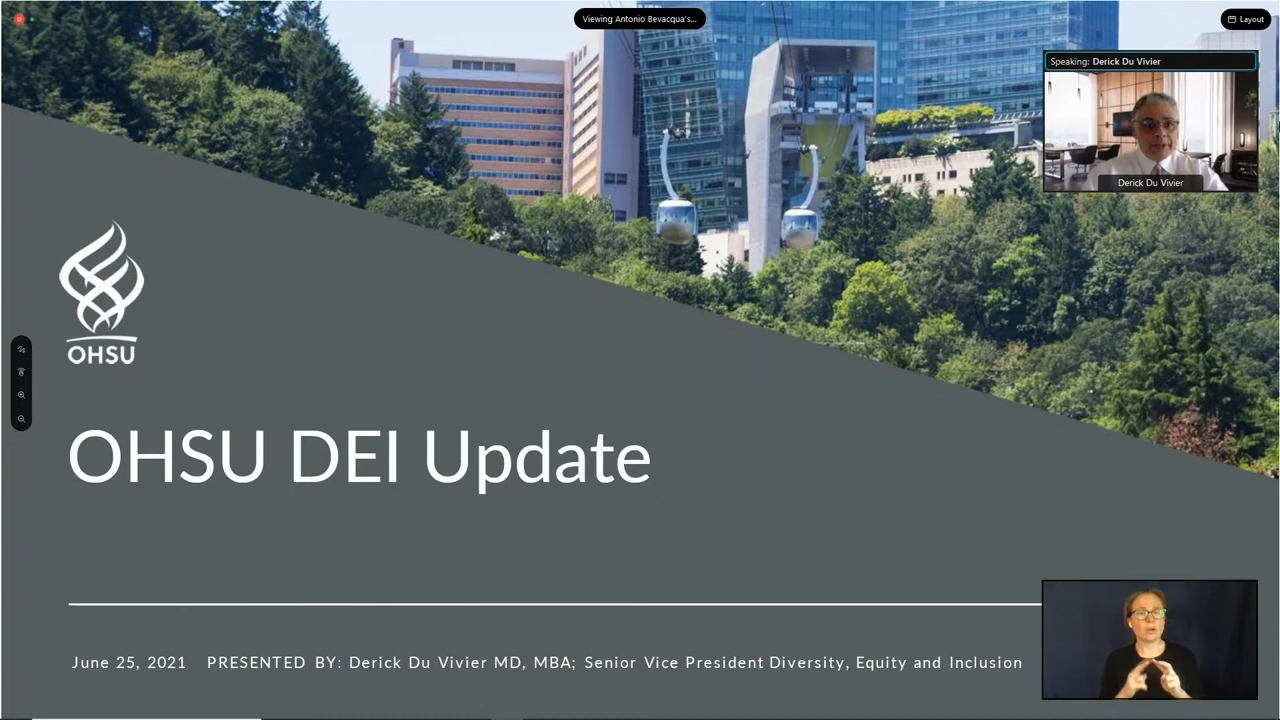 Viewing Antonio Bevacqua's...
Layout
Speaking: Derick Du Vivier
Derick Du Vivier
OHSU
OHSU DEI Update
June 25, 2021 PRESENTED BY: Derick Du Vivier MD, MBA; Senior Vice President Diversity, Equity and Inclusion